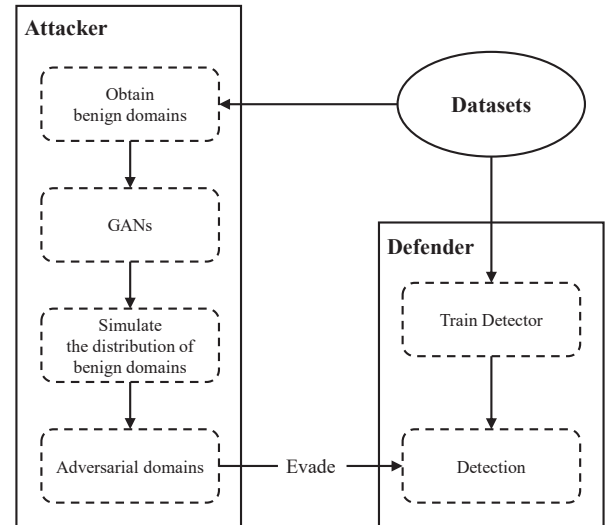 Attacker
Obtain
benign domains
Datasets
GANs
Defender
Simulate
the distribution of
benign domains
Train Detector
Adversarial domains
Evade
Detection